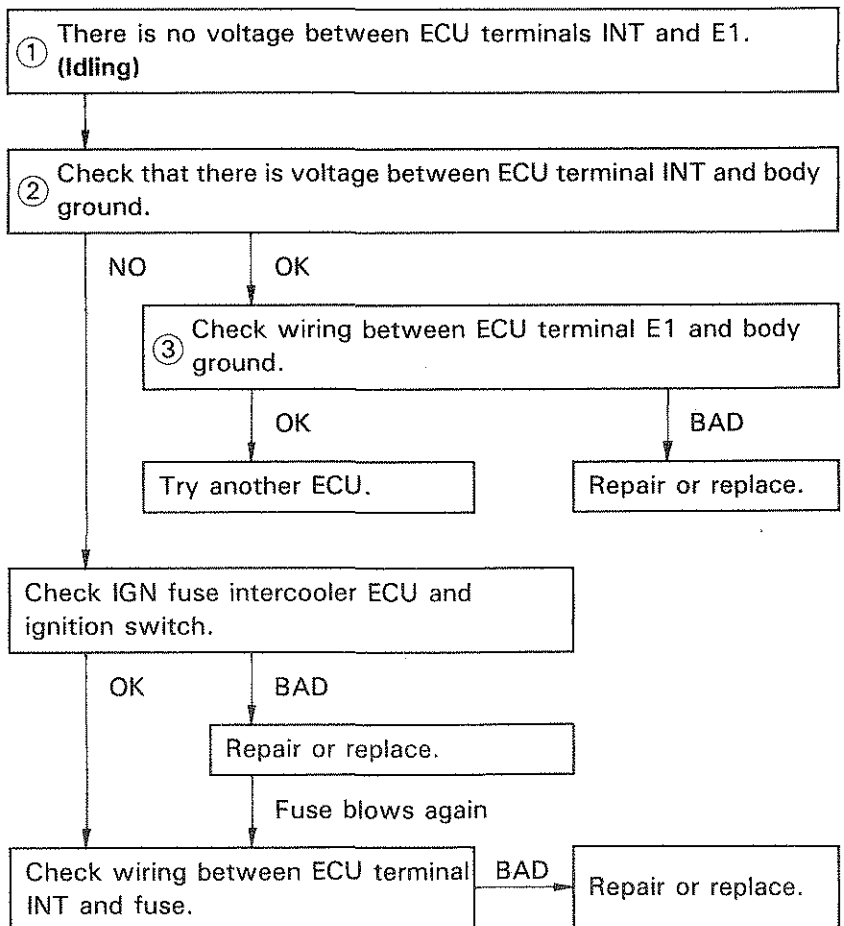 ① There is no voltage between ECU terminals INT and E1.
(Idling)
② Check that there is voltage between ECU terminal INT and body
ground.
NO
OK
③ Check wiring between ECU terminal E1 and body
ground.
OK
BAD
Try another ECU.
Repair or replace.
Check IGN fuse intercooler ECU and
ignition switch.
OK
BAD
Repair or replace.
Fuse blows again
Check wiring between ECU terminal
INT and fuse.
BAD
Repair or replace.